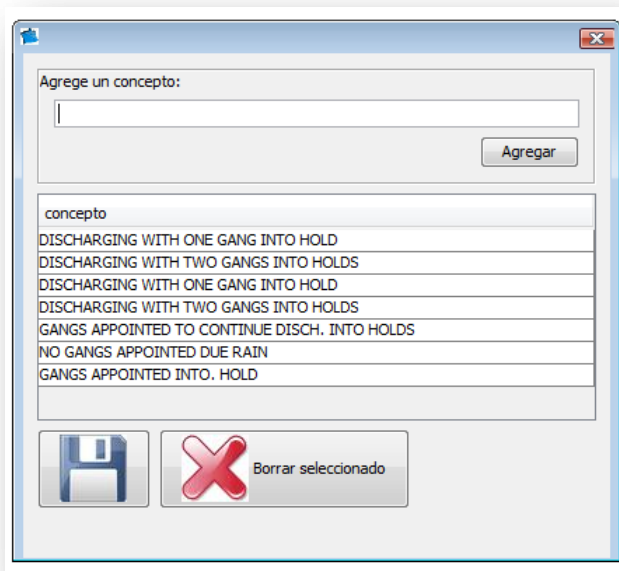 Agrege un concepto:
Agregar
concepto
DISCHARGING WITH ONE GANG INTO HOLD
DISCHARGING WITH TWO GANGS INTO HOLDS
DISCHARGING WITH ONE GANG INTO HOLD
DISCHARGING WITH TWO GANGS INTO HOLDS
GANGS APPOINTED TO CONTINUE DISCH. INTO HOLDS
NO GANGS APPOINTED DUE RAIN
GANGS APPOINTED INTO. HOLD
Borrar seleccionado